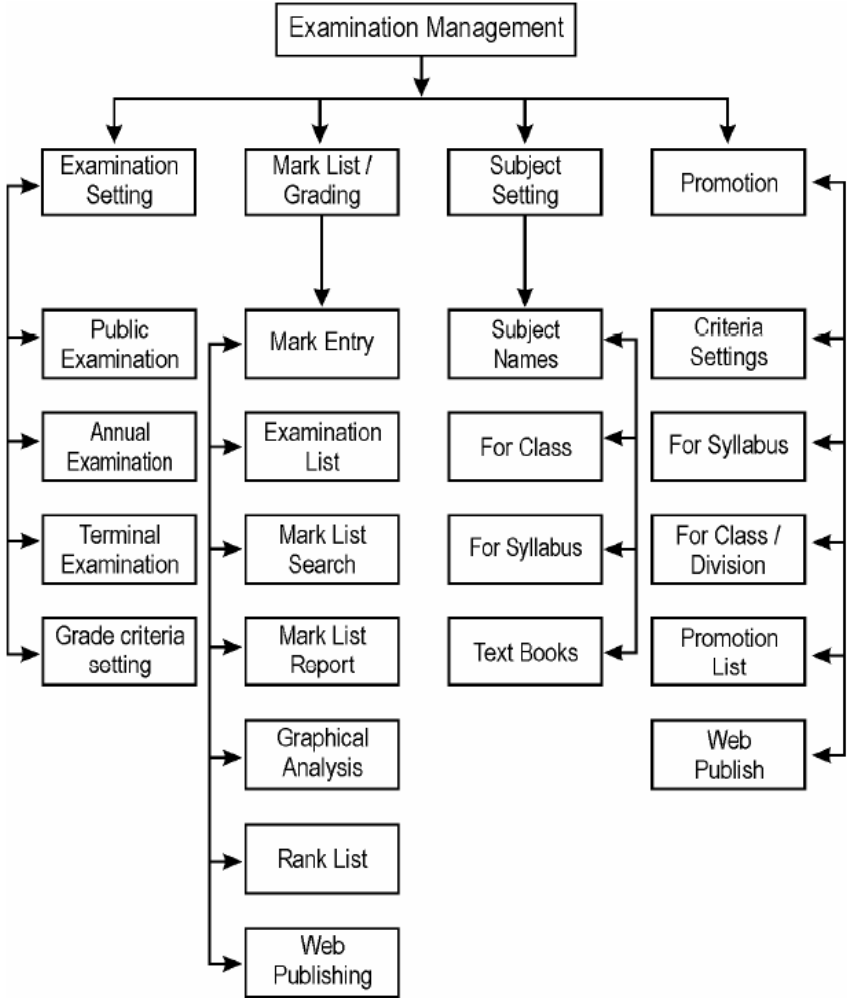 Examination Management
Examination
Setting
Mark List /
Grading
Subject
Setting
Promotion
Public
Examination
Mark Entry
Subject
Names
Criteria
Settings
Annual
Examination
Examination
List
For Class
For Syllabus
Terminal
Examination
Mark List
Search
For Syllabus
For Class /
Division
Grade criteria
setting
Mark List
Report
Text Books
Promotion
List
Graphical
Analysis
Web
Publish
Rank List
Web
Publishing